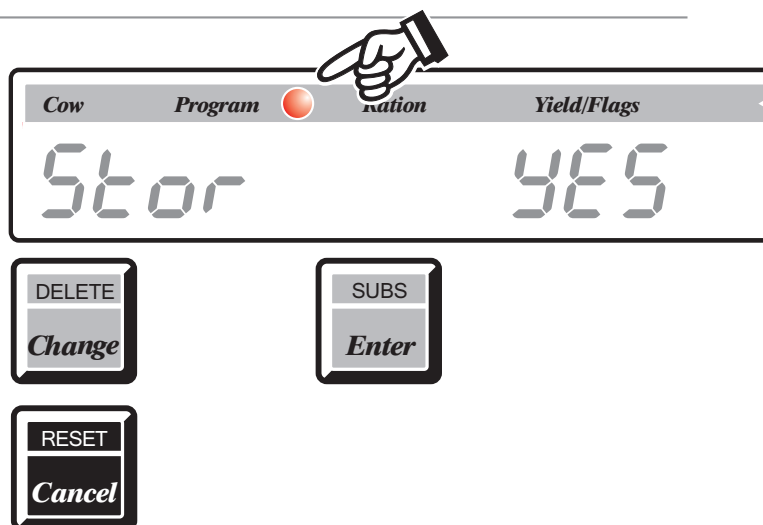 Cow Program Ration Yield/Flags
Stor YES
DELETE SUBS
Change Enter
RESET
Cancel